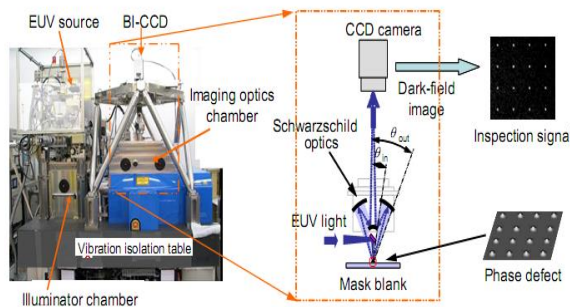 EUV source
BI-CCD
Imaging optics
chamber
Vibration isolation table
Illuminator chamber
CCD camera
Dark-field
image
Inspection signa
Schwarzschild
optics
θin
θout
EUV light
Mask blank
Phase defect